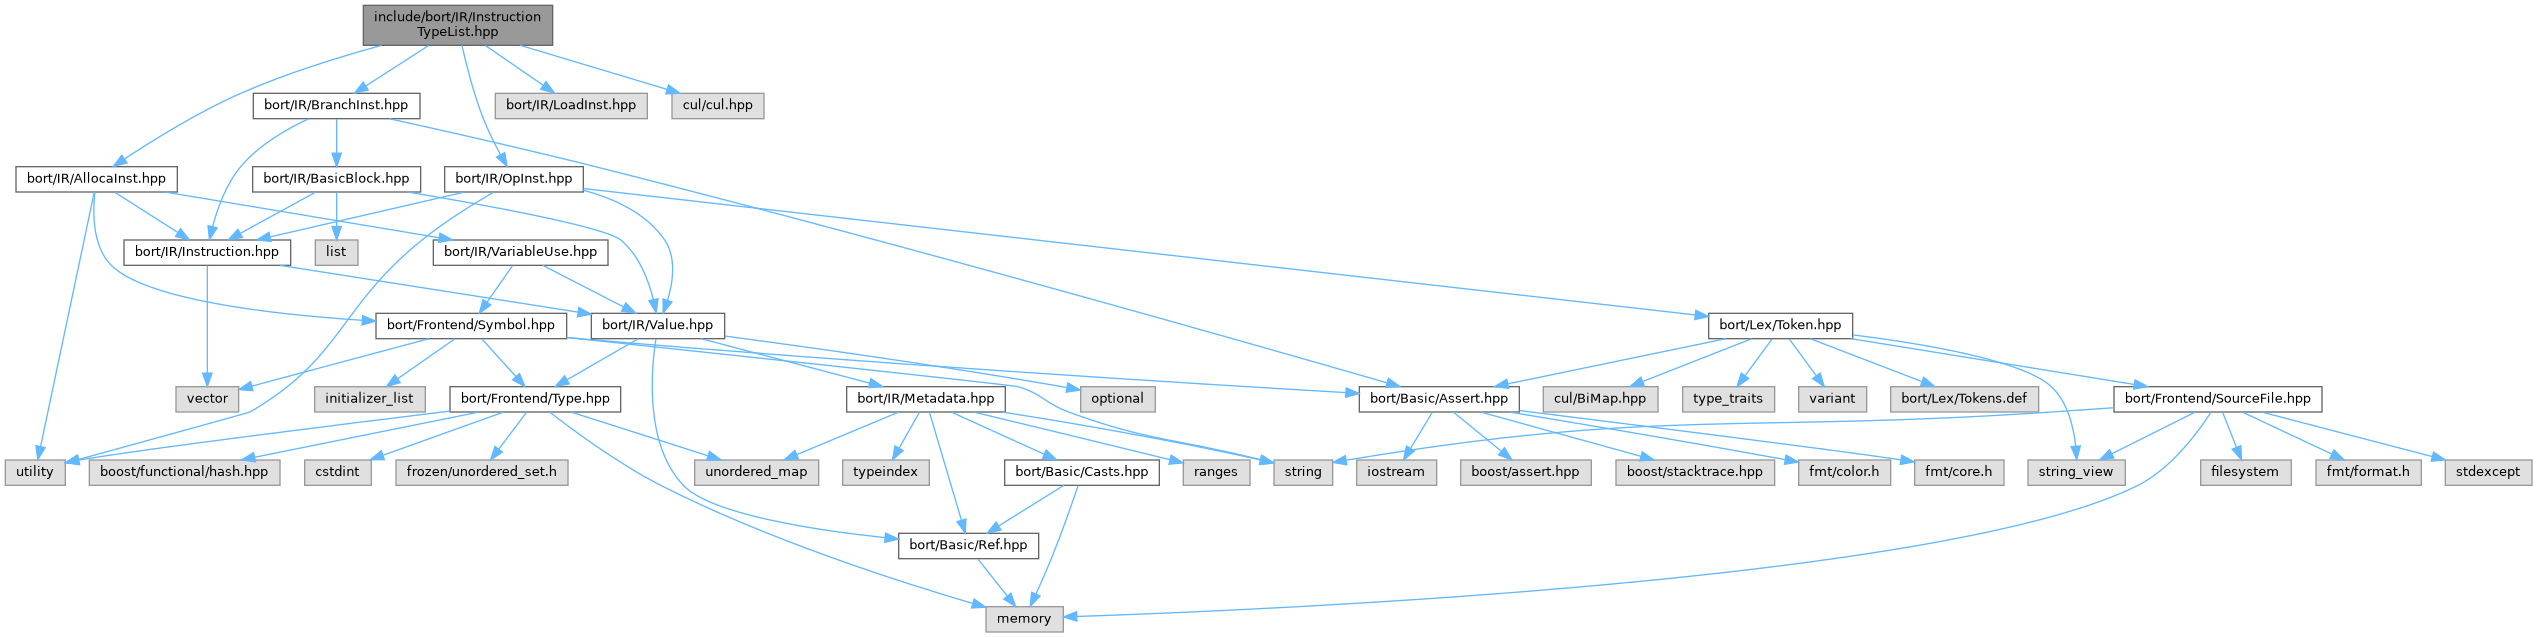 include/bort/IR/Instruction
TypeList.hpp
bort/IR/BranchInst.hpp
bort/IR/LoadInst.hpp
cul/cul.hpp
bort/IR/AllocaInst.hpp
bort/IR/BasicBlock.hpp
bort/IR/OpInst.hpp
bort/IR/Instruction.hpp
list
bort/IR/VariableUse.hpp
bort/Frontend/Symbol.hpp
bort/IR/Value.hpp
bort/Lex/Token.hpp
vector
initializer_list
bort/Frontend/Type.hpp
bort/IR/Metadata.hpp
optional
bort/Basic/Assert.hpp
cul/BiMap.hpp
type_traits
variant
bort/Lex/Tokens.def
bort/Frontend/SourceFile.hpp
utility
boost/functional/hash.hpp
cstdint
frozen/unordered_set.h
unordered_map
typeindex
bort/Basic/Casts.hpp
ranges
string
iostream
boost/assert.hpp
boost/stacktrace.hpp
fmt/color.h
fmt/core.h
string_view
filesystem
fmt/format.h
stdexcept
bort/Basic/Ref.hpp
memory